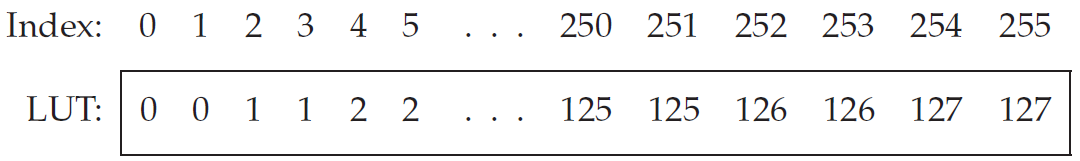 Index: 0 1 2 3 4 5 . . . 250 251 252 253 254 255
LUT: 0 0 1 1 2 2 . . . 125 125 126 126 127 127